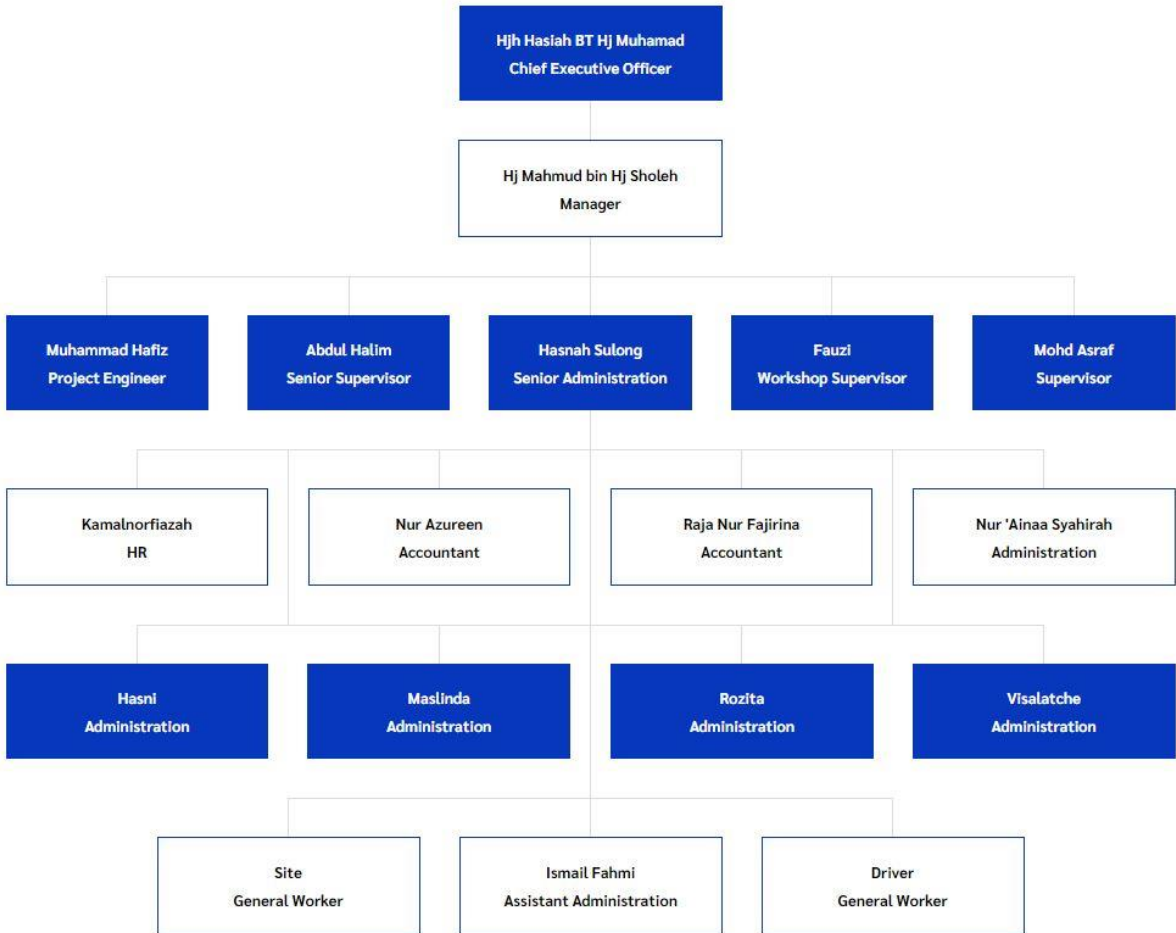 Hjh Hasiah BT Hj Muhamad
Chief Executive Officer
Hj Mahmud bin Hj Sholeh
Manager
Muhammad Hafiz
Project Engineer
Abdul Halim
Senior Supervisor
Hasnah Sulong
Senior Administration
Fauzi
Workshop Supervisor
Mohd Asraf
Supervisor
Kamalnorfiazah
HR
Nur Azureen
Accountant
Raja Nur Fajirina
Accountant
Nur 'Ainaa Syahirah
Administration
Hasni
Administration
Maslinda
Administration
Rozita
Administration
Visalatche
Administration
Site
General Worker
Ismail Fahmi
Assistant Administration
Driver
General Worker